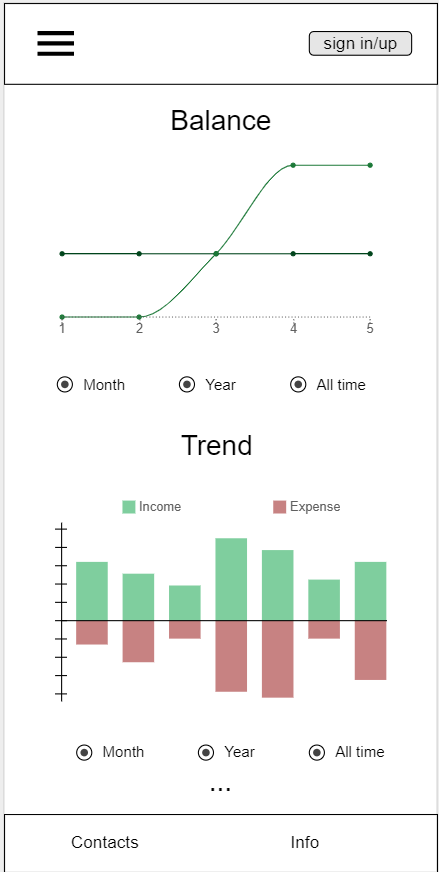 sign in/up
Balance
1 2 3 4 5
Month Year All time
Trend
Income Expense
Month Year All time
...
Contacts Info